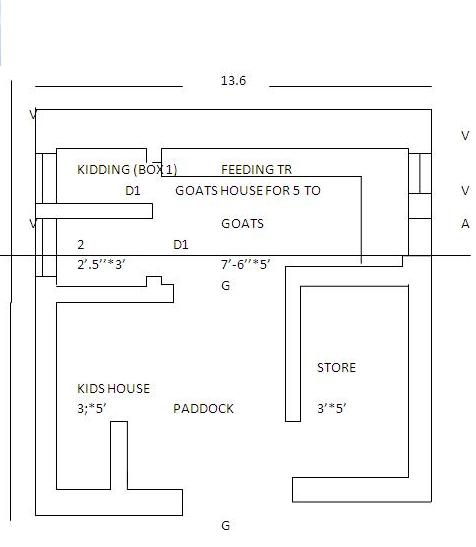 13.6
V
V
KIDDING (BOX 1) FEEDING TR
D1 GOATS HOUSE FOR 5 TO
V
V GOATS A
2 D1
2'.5''*3' 7'-6''*5'
G
STORE
KIDS HOUSE
3;*5' PADDOCK 3'*5'
G